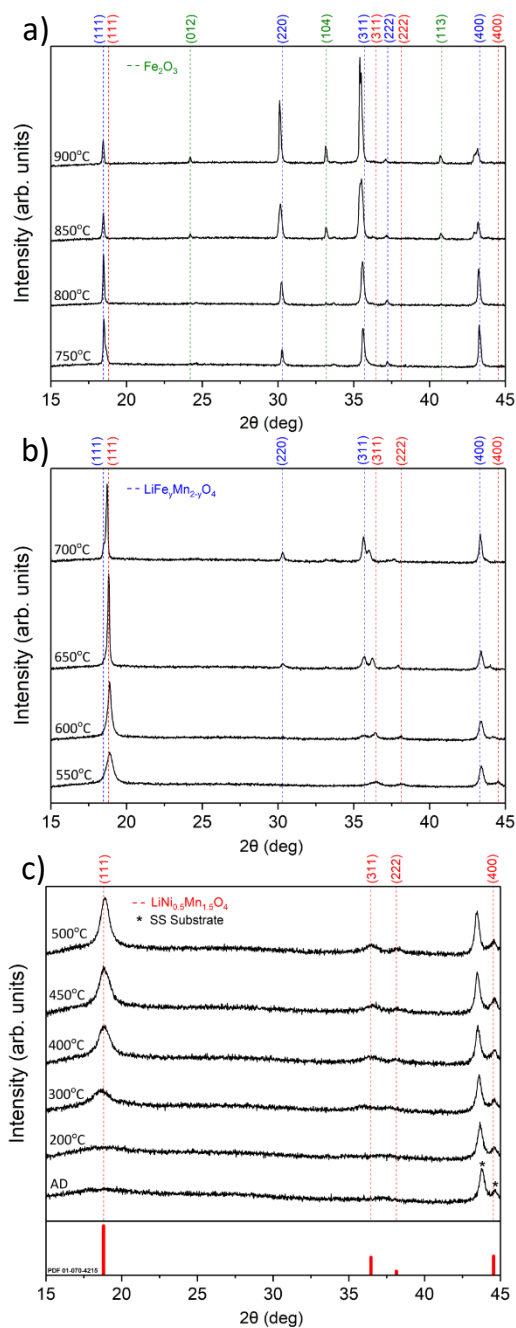 a)
(111)
(111)
(012)
(220)
(104)
(311)
(311)
(222)
(222)
(113)
(400)
(400)
-- Fe₂O₃
900°C
850°C
800°C
750°C
Intensity (arb. units)
15 20 25 30 35 40 45
2θ (deg)
b)
(111)
(111)
(220)
(311)
(311)
(222)
(400)
(400)
-- LiFeᵧMn₂₋ᵧO₄
700°C
650°C
600°C
550°C
Intensity (arb. units)
15 20 25 30 35 40 45
2θ (deg)
c)
(111)
(311)
(222)
(400)
-- LiNi₀.₅Mn₁.₅O₄
* SS Substrate
500°C
450°C
400°C
300°C
200°C
AD
*
*
Intensity (arb. units)
PDF 01-070-4215
15 20 25 30 35 40 45
2θ (deg)